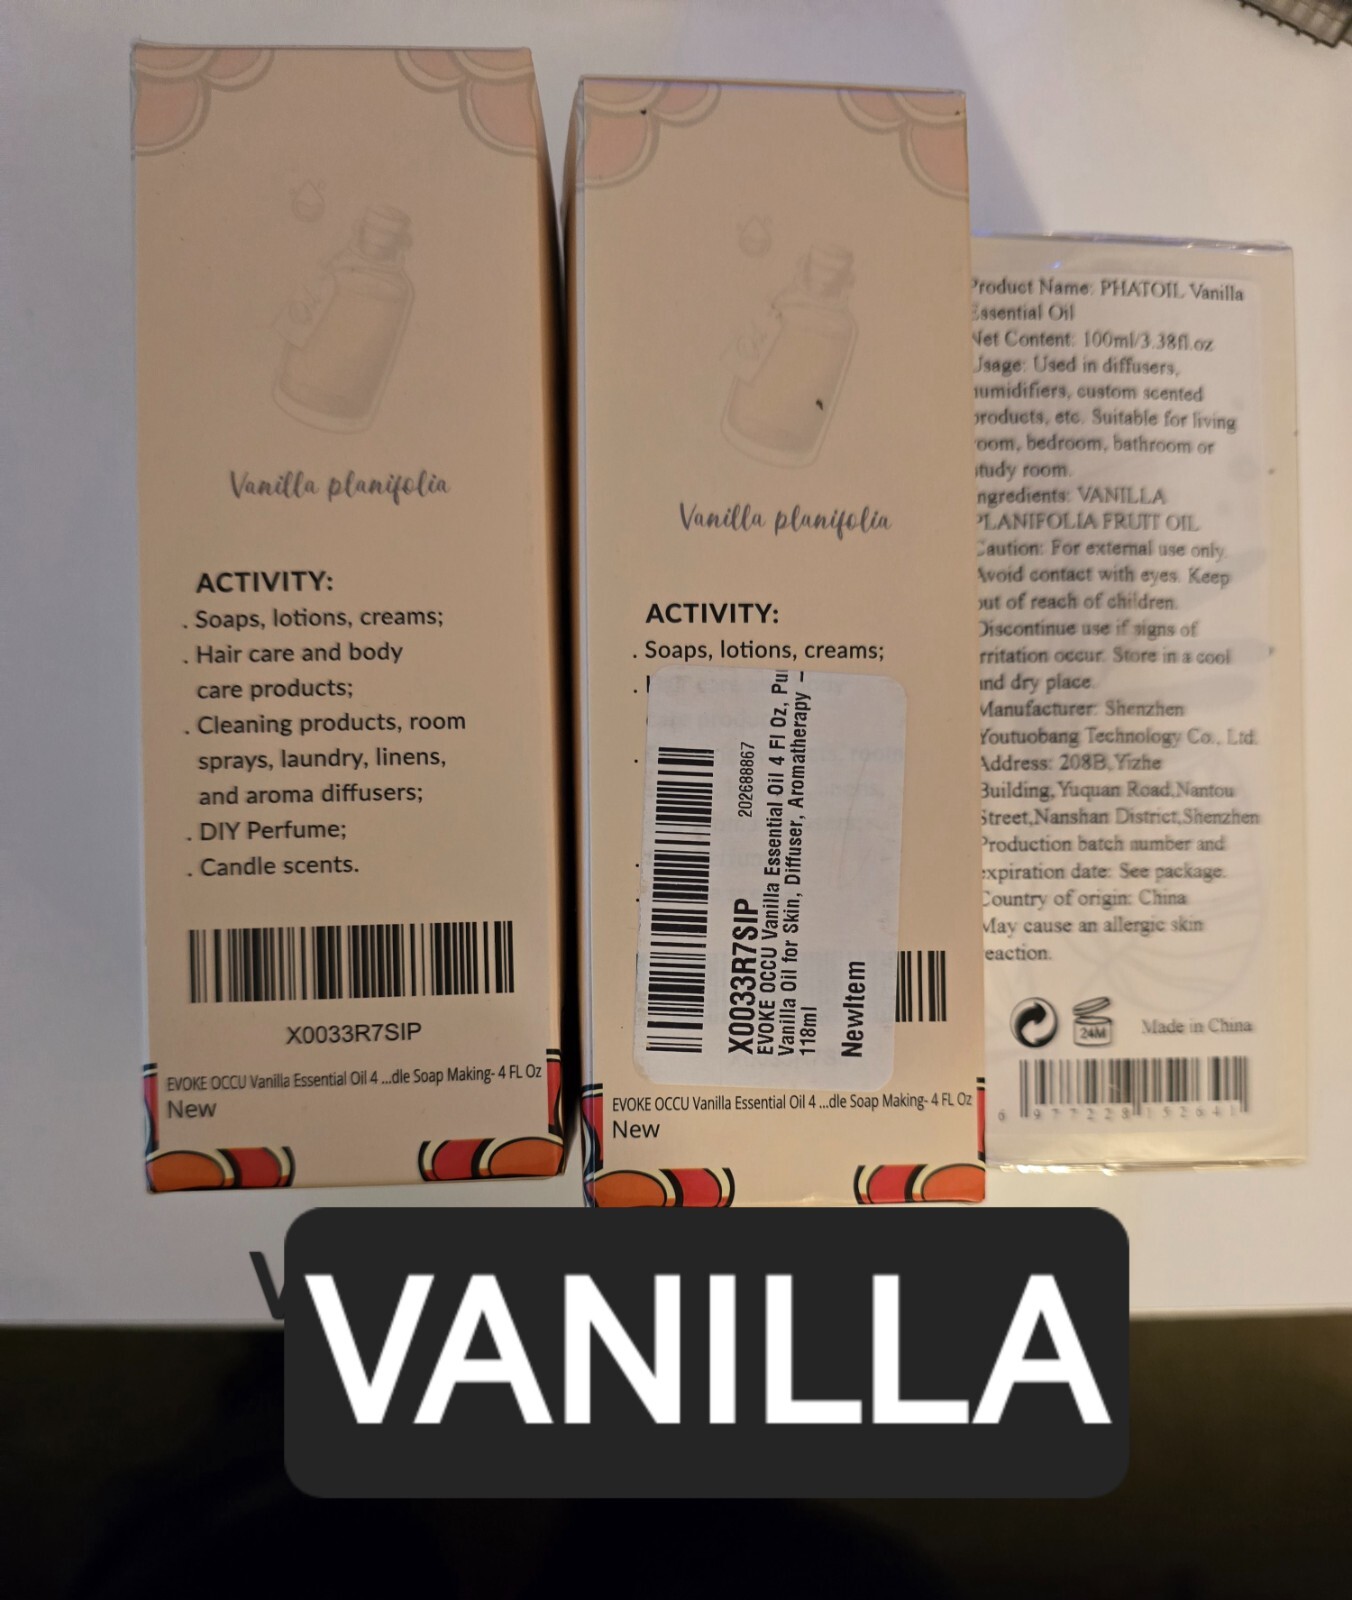 Vanilla planifolia
ACTIVITY:
. Soaps, lotions, creams;
. Hair care and body
care products;
. Cleaning products, room
sprays, laundry, linens,
and aroma diffusers;
. DIY Perfume;
. Candle scents.
X0033R7SIP
EVOKE OCCU Vanilla Essential Oil 4 ...dle Soap Making- 4 FL Oz
New
Vanilla planifolia
ACTIVITY:
. Soaps, lotions, creams;
202688867
X0033R7SIP
EVOKE OCCU Vanilla Essential Oil 4 Fl Oz, Pu
Vanilla Oil for Skin, Diffuser, Aromatherapy –
118ml
NewItem
EVOKE OCCU Vanilla Essential Oil 4 ...dle Soap Making- 4 FL Oz
New
Product Name: PHATOIL Vanilla
Essential Oil
Net Content: 100ml/3.38fl.oz
Usage: Used in diffusers,
humidifiers, custom scented
products, etc. Suitable for living
room, bedroom, bathroom or
study room.
Ingredients: VANILLA
PLANIFOLIA FRUIT OIL
Caution: For external use only.
Avoid contact with eyes. Keep
out of reach of children.
Discontinue use if signs of
irritation occur. Store in a cool
and dry place.
Manufacturer: Shenzhen
Youtuobang Technology Co., Ltd.
Address: 208B, Yizhe
Building, Yuquan Road,Nantou
Street,Nanshan District,Shenzhen
Production batch number and
expiration date: See package.
Country of origin: China
May cause an allergic skin
reaction.
24M
Made in China
6 977228 152641
VANILLA